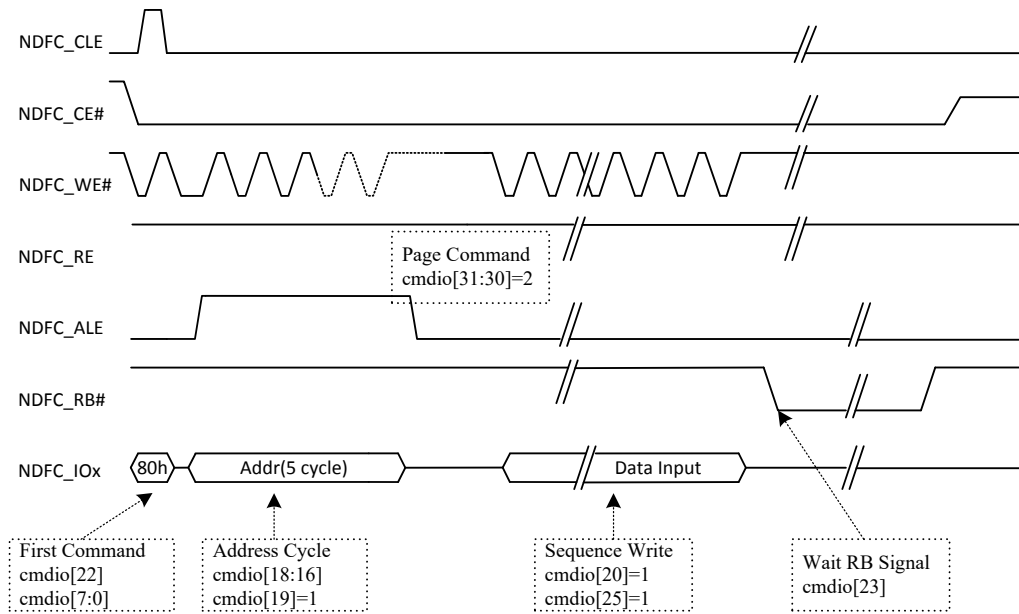 NDFC_CLE
NDFC_CE#
NDFC_WE#
NDFC_RE
Page Command
cmdio[31:30]=2
NDFC_ALE
NDFC_RB#
NDFC_IOx
80h
Addr(5 cycle)
Data Input
First Command
cmdio[22]
cmdio[7:0]
Address Cycle
cmdio[18:16]
cmdio[19]=1
Sequence Write
cmdio[20]=1
cmdio[25]=1
Wait RB Signal
cmdio[23]